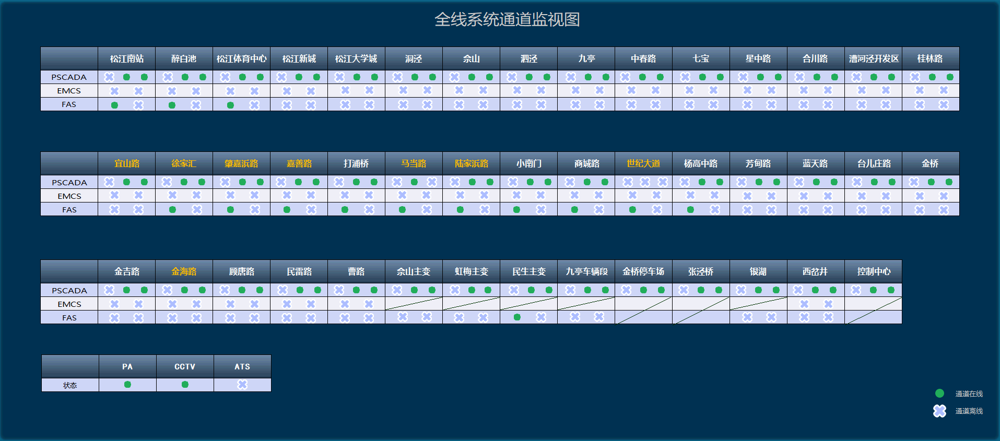 全线系统通道监视图
松江南站 醉白池 松江体育中心 松江新城 松江大学城 洞泾 佘山 泗泾 九亭 中春路 七宝 星中路 合川路 漕河泾开发区 桂林路
PSCADA
EMCS
FAS
宜山路 徐家汇 肇嘉浜路 嘉善路 打浦桥 马当路 陆家浜路 小南门 商城路 世纪大道 杨高中路 芳甸路 蓝天路 台儿庄路 金桥
PSCADA
EMCS
FAS
金吉路 金海路 顾唐路 民雷路 曹路 佘山主变 虹梅主变 民生主变 九亭车辆段 金桥停车场 张泾桥 银湖 西岔井 控制中心
PSCADA
EMCS
FAS
PA CCTV ATS
状态
通道在线
通道离线